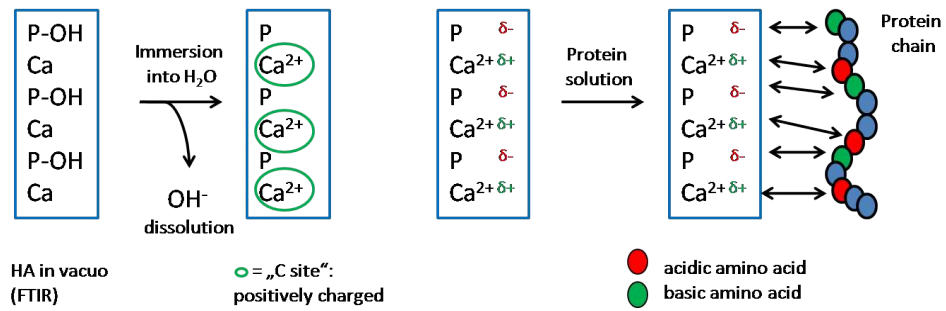 P-OH
Ca
P-OH
Ca
P-OH
Ca
HA in vacuo
(FTIR)
Immersion
into H₂O
OH⁻
dissolution
P
Ca²⁺
P
Ca²⁺
P
Ca²⁺
= „C site“:
positively charged
P δ−
Ca²⁺ δ+
P δ−
Ca²⁺ δ+
P δ−
Ca²⁺ δ+
Protein
solution
P δ−
Ca²⁺ δ+
P δ−
Ca²⁺ δ+
P δ−
Ca²⁺ δ+
Protein
chain
acidic amino acid
basic amino acid